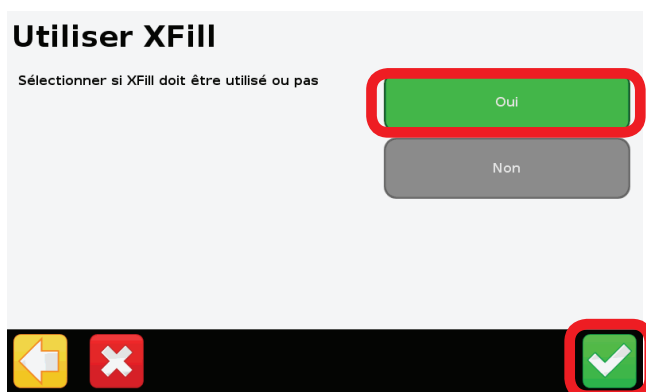 Utiliser XFill
Sélectionner si XFill doit être utilisé ou pas
Oui
Non